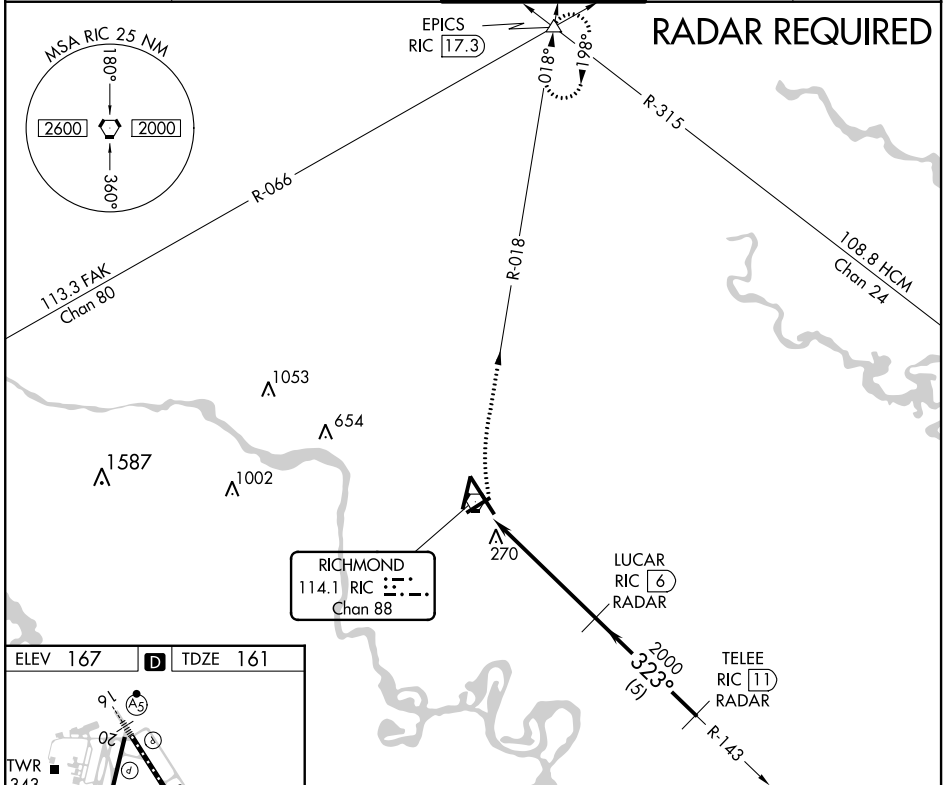 RADAR REQUIRED
MSA RIC 25 NM
180°
2600
2000
360°
EPICS
RIC 17.3
018°
198°
R-315
R-066
R-018
113.3 FAK
Chan 80
108.8 HCM
Chan 24
1053
654
1587
1002
270
RICHMOND
114.1 RIC
Chan 88
LUCAR
RIC 6
RADAR
2000
323°
(5)
TELEE
RIC 11
RADAR
R-143
ELEV 167 D TDZE 161
16
A5
20
P
P
TWR
343